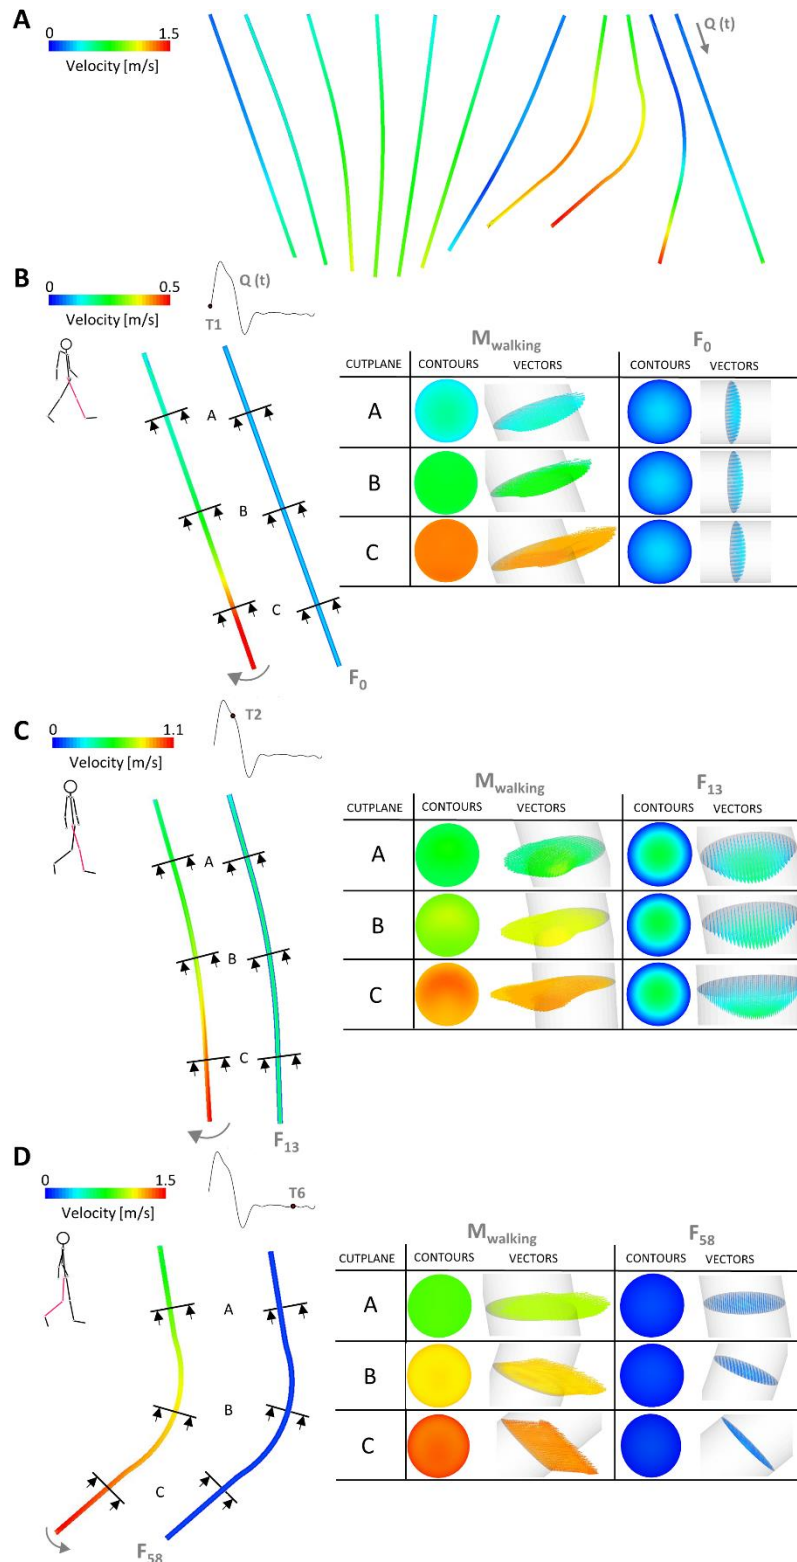 A
0 1.5
Velocity [m/s]
Q (t)
B
0 0.5
Velocity [m/s]
Q (t)
T1
A
B
C
F0
Mwalking F0
CUTPLANE CONTOURS VECTORS CONTOURS VECTORS
A
B
C
C
0 1.1
Velocity [m/s]
T2
A
B
C
F13
Mwalking F13
CUTPLANE CONTOURS VECTORS CONTOURS VECTORS
A
B
C
D
0 1.5
Velocity [m/s]
T6
A
B
C
F58
Mwalking F58
CUTPLANE CONTOURS VECTORS CONTOURS VECTORS
A
B
C